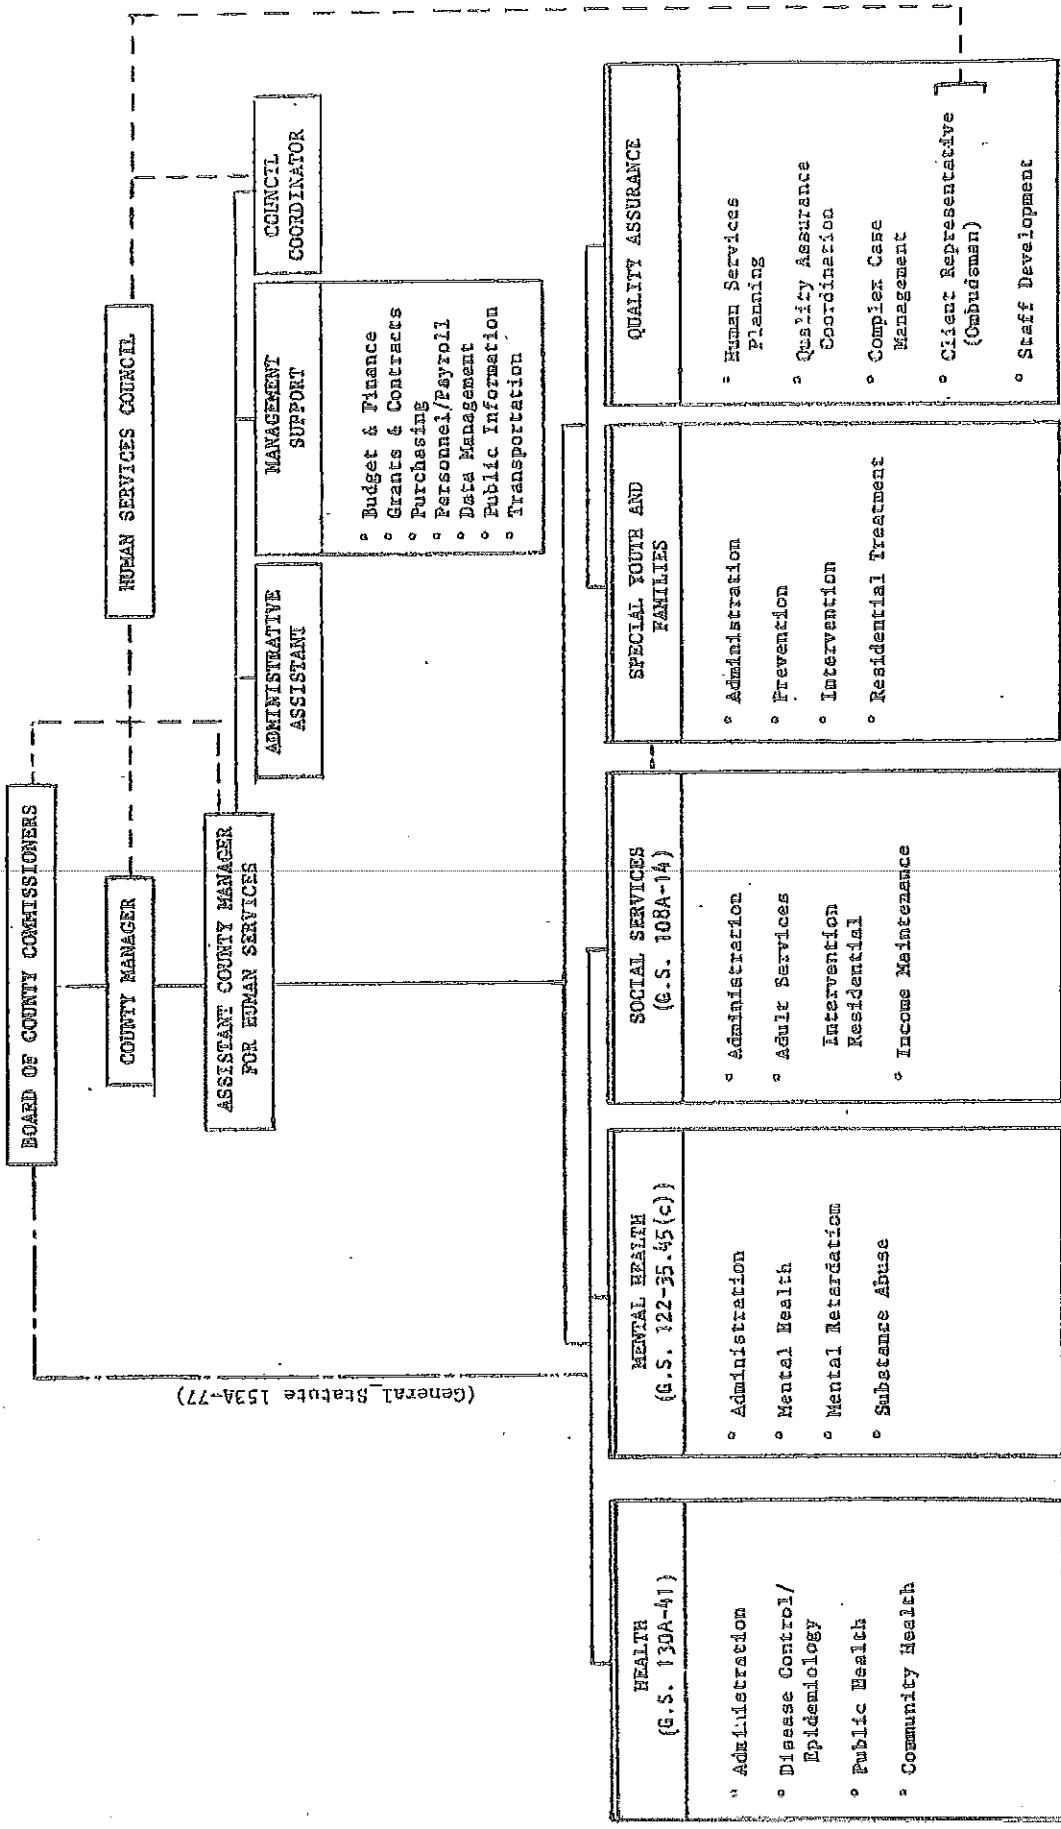 BOARD OF COUNTY COMMISSIONERS
COUNTY MANAGER
HUMAN SERVICES COUNCIL
ASSISTANT COUNTY MANAGER
FOR HUMAN SERVICES
ADMINISTRATIVE
ASSISTANT
MANAGEMENT
SUPPORT
° Budget & Finance
° Grants & Contracts
° Purchasing
° Personnel/Payroll
° Data Management
° Public Information
° Transportation
COUNCIL
COORDINATOR
(General Statute 153A-77)
HEALTH
(G.S. 130A-41)
° Administration
° Disease Control/
Epidemiology
° Public Health
° Community Health
MENTAL HEALTH
(G.S. 122-35.45(c))
° Administration
° Mental Health
° Mental Retardation
° Substance Abuse
SOCIAL SERVICES
(G.S. 108A-14)
° Administration
° Adult Services
Intervention
Residential
° Income Maintenance
SPECIAL YOUTH AND
FAMILIES
° Administration
° Prevention
° Intervention
° Residential Treatment
QUALITY ASSURANCE
° Human Services
Planning
° Quality Assurance
Coordination
° Complex Case
Management
° Client Representative
(Ombudsman)
° Staff Development